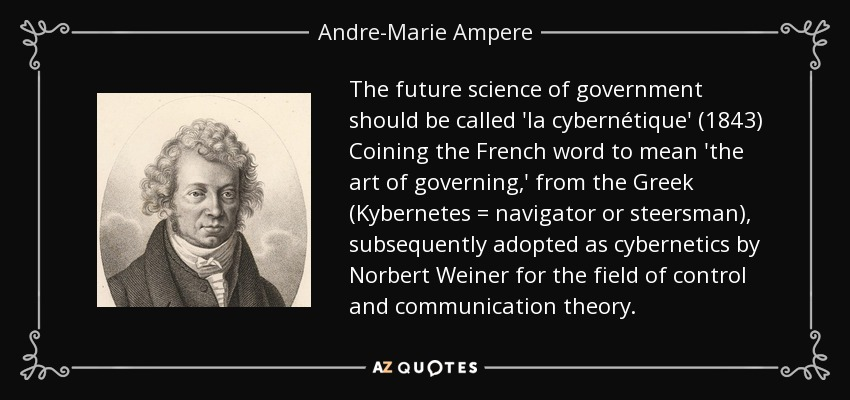 Andre-Marie Ampere
The future science of government
should be called 'la cybernétique' (1843)
Coining the French word to mean 'the
art of governing,' from the Greek
(Kybernetes = navigator or steersman),
subsequently adopted as cybernetics by
Norbert Weiner for the field of control
and communication theory.
AZ QUOTES